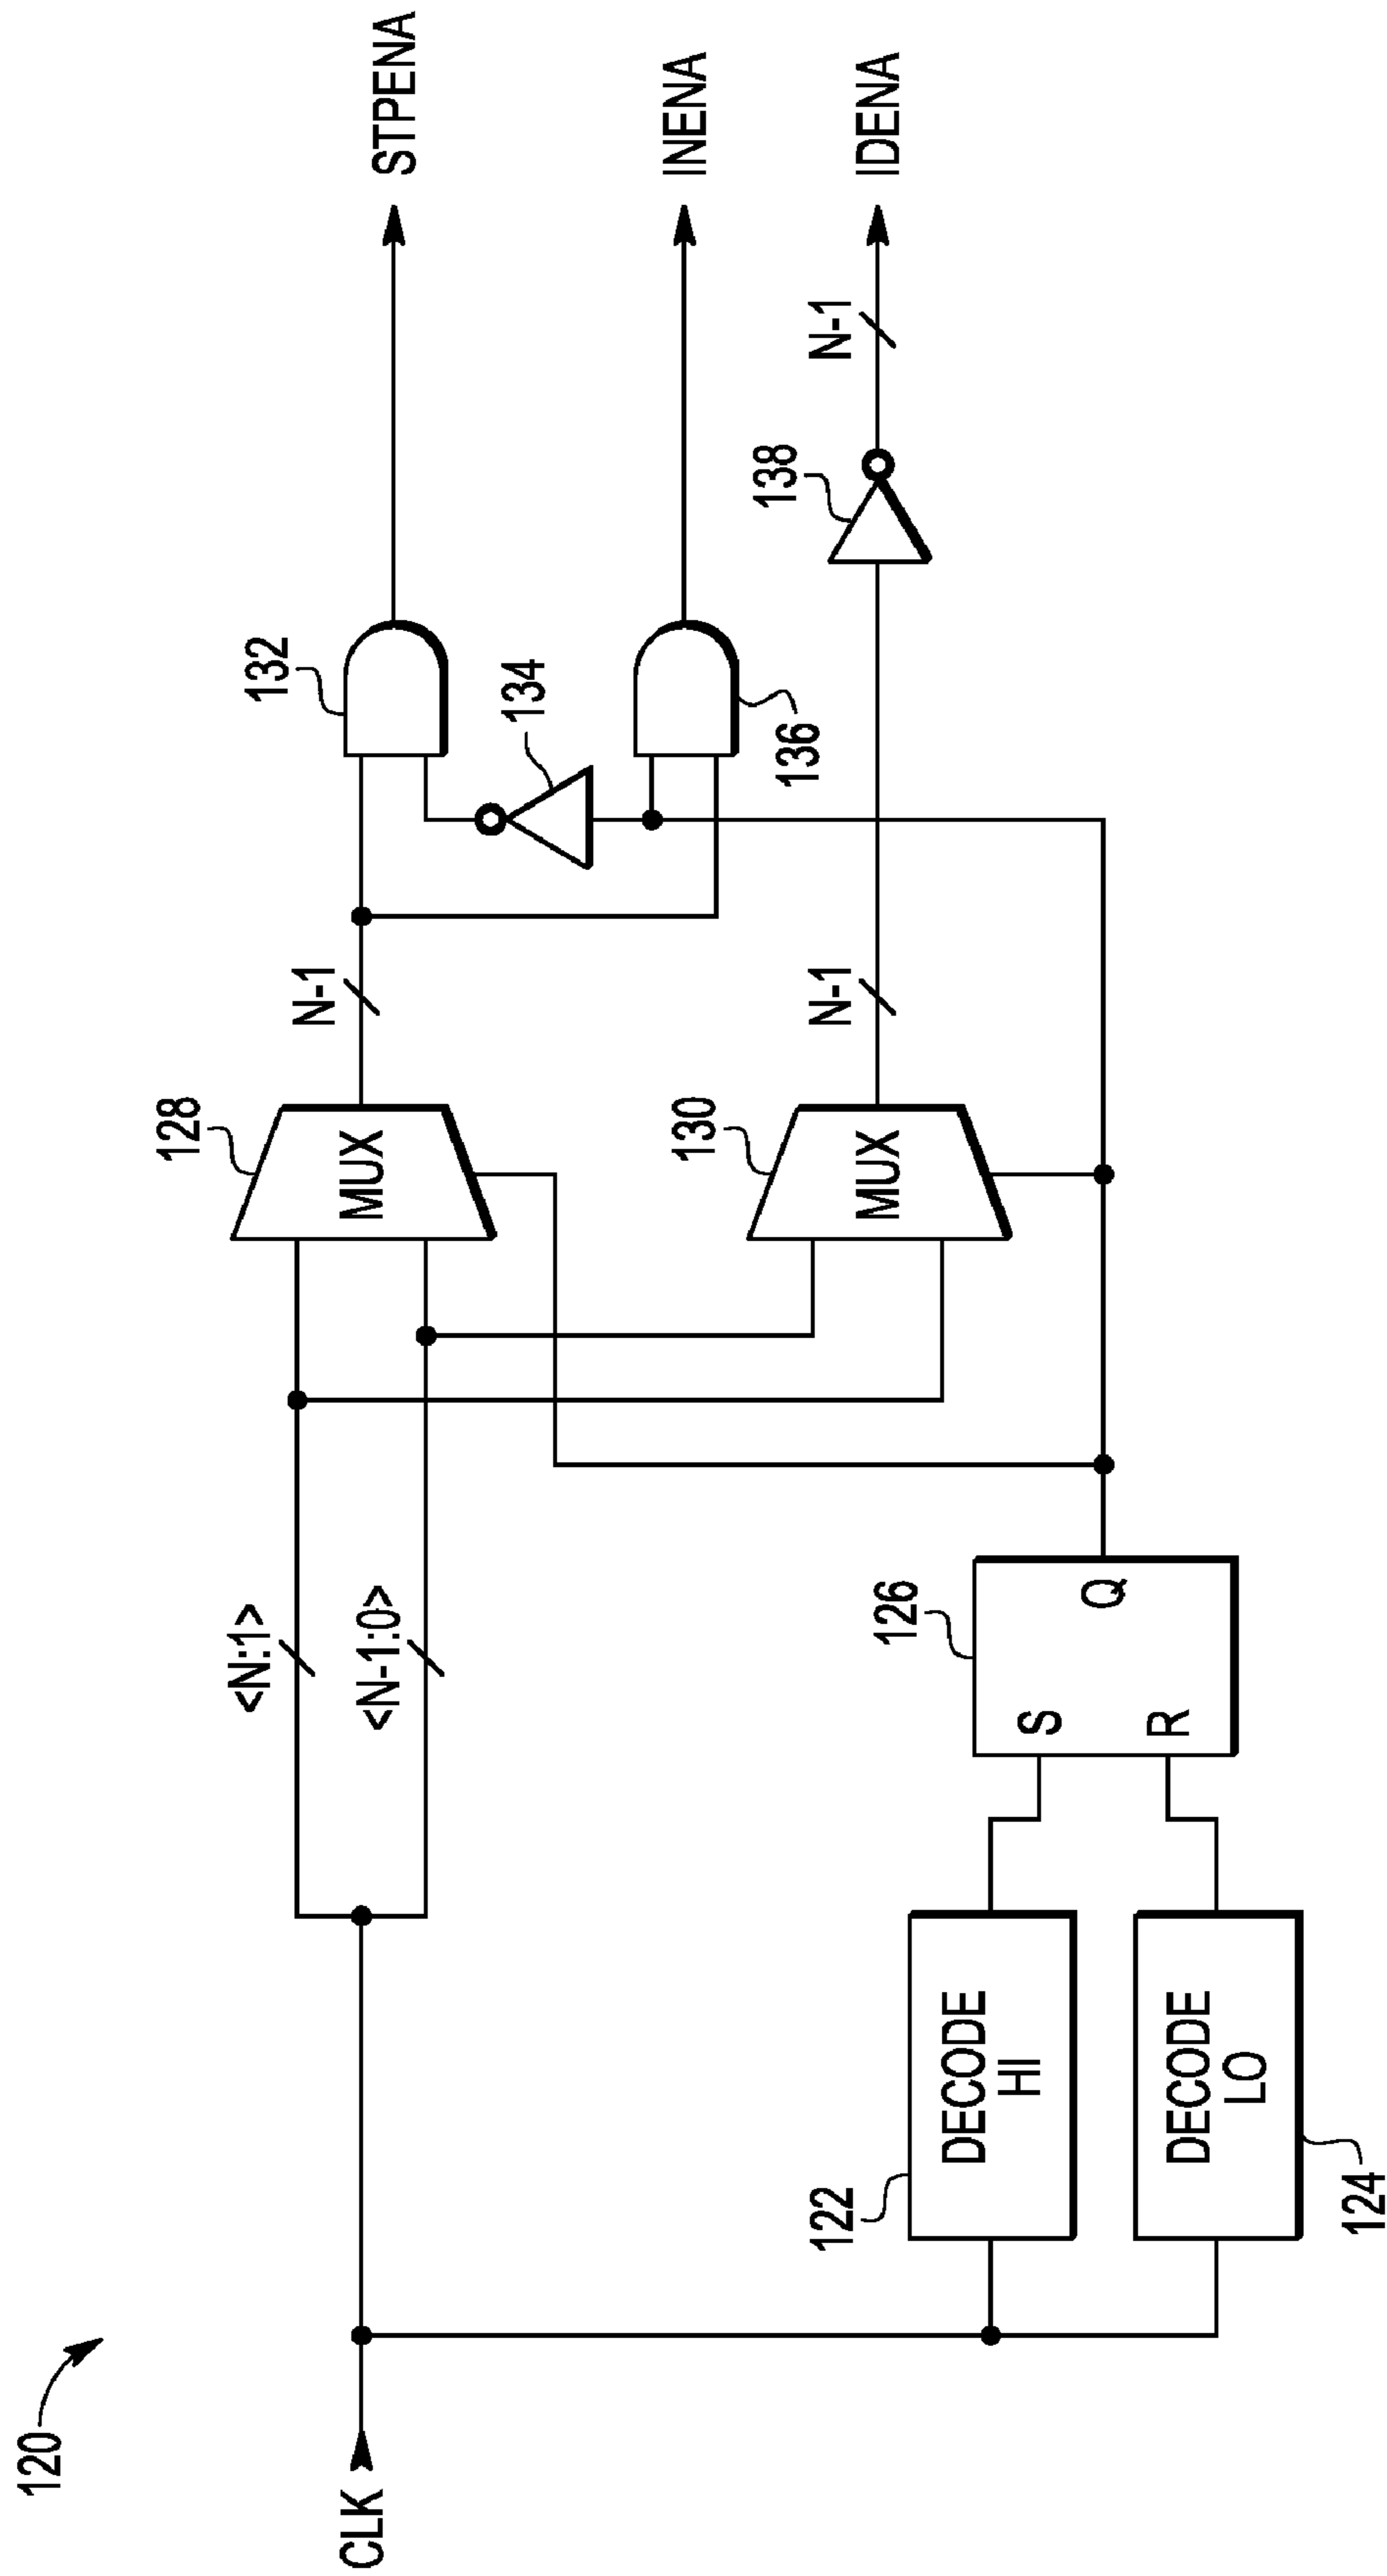 120
CLK
<N:1>
<N-1:0>
128
MUX
N-1
132
STPENA
134
136
INENA
130
MUX
N-1
138
N-1
IDENA
122
DECODE
HI
124
DECODE
LO
126
S
R
Q